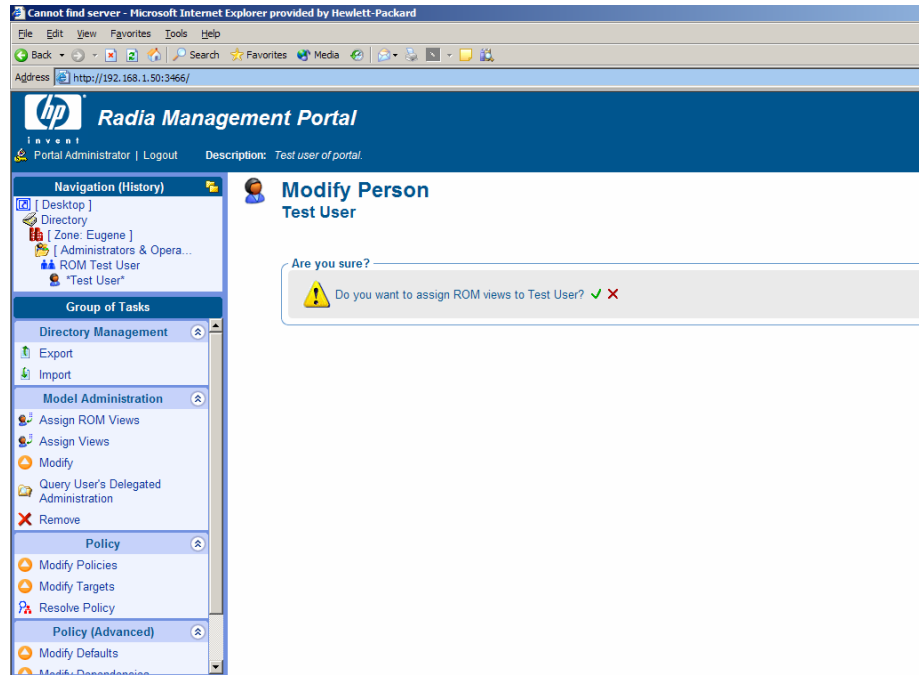 Cannot find server - Microsoft Internet Explorer provided by Hewlett-Packard
File Edit View Favorites Tools Help
Back Search Favorites Media
Address http://192.168.1.50:3466/
hp Radia Management Portal
invent
Portal Administrator | Logout Description: Test user of portal.
Navigation (History)
[ Desktop ]
Directory
[ Zone: Eugene ]
[ Administrators & Opera...
ROM Test User
*Test User*
Modify Person
Test User
Are you sure?
Do you want to assign ROM views to Test User?
Group of Tasks
Directory Management
Export
Import
Model Administration
Assign ROM Views
Assign Views
Modify
Query User's Delegated
Administration
Remove
Policy
Modify Policies
Modify Targets
Resolve Policy
Policy (Advanced)
Modify Defaults
Modify Dependencies